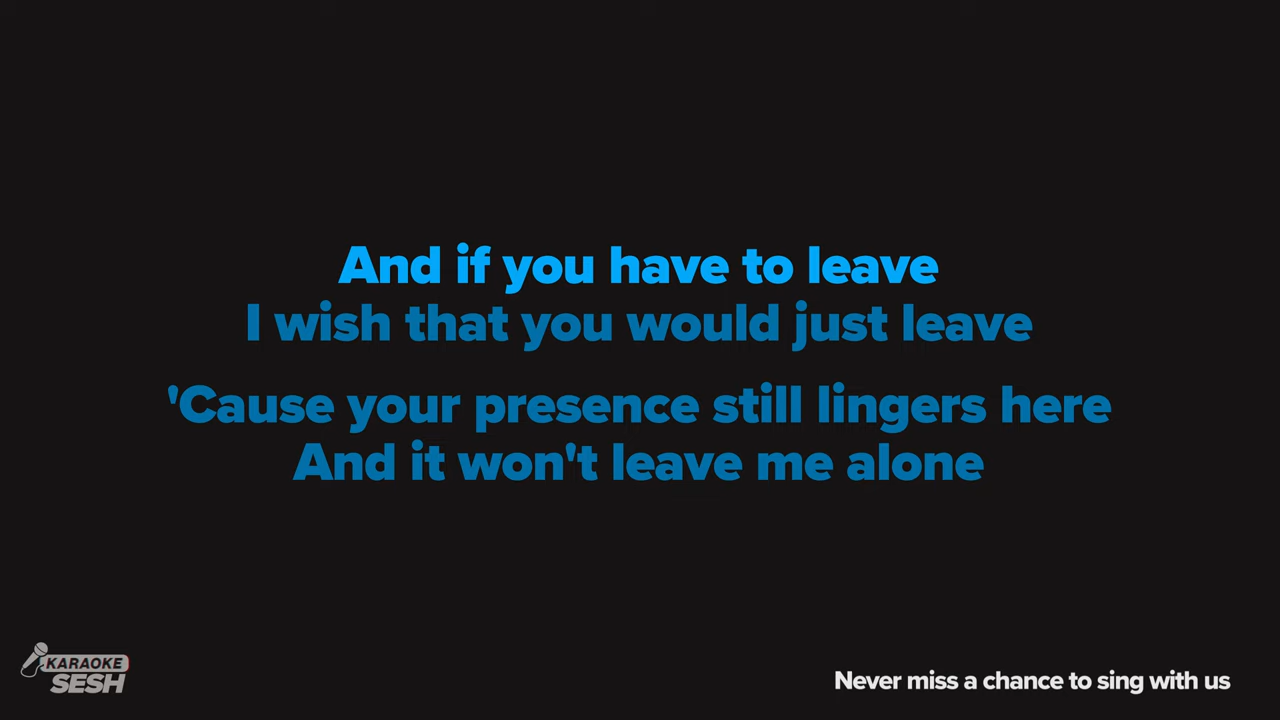 And if you have to leave
I wish that you would just leave
'Cause your presence still lingers here
And it won't leave me alone
KARAOKE
SESH
Never miss a chance to sing with us